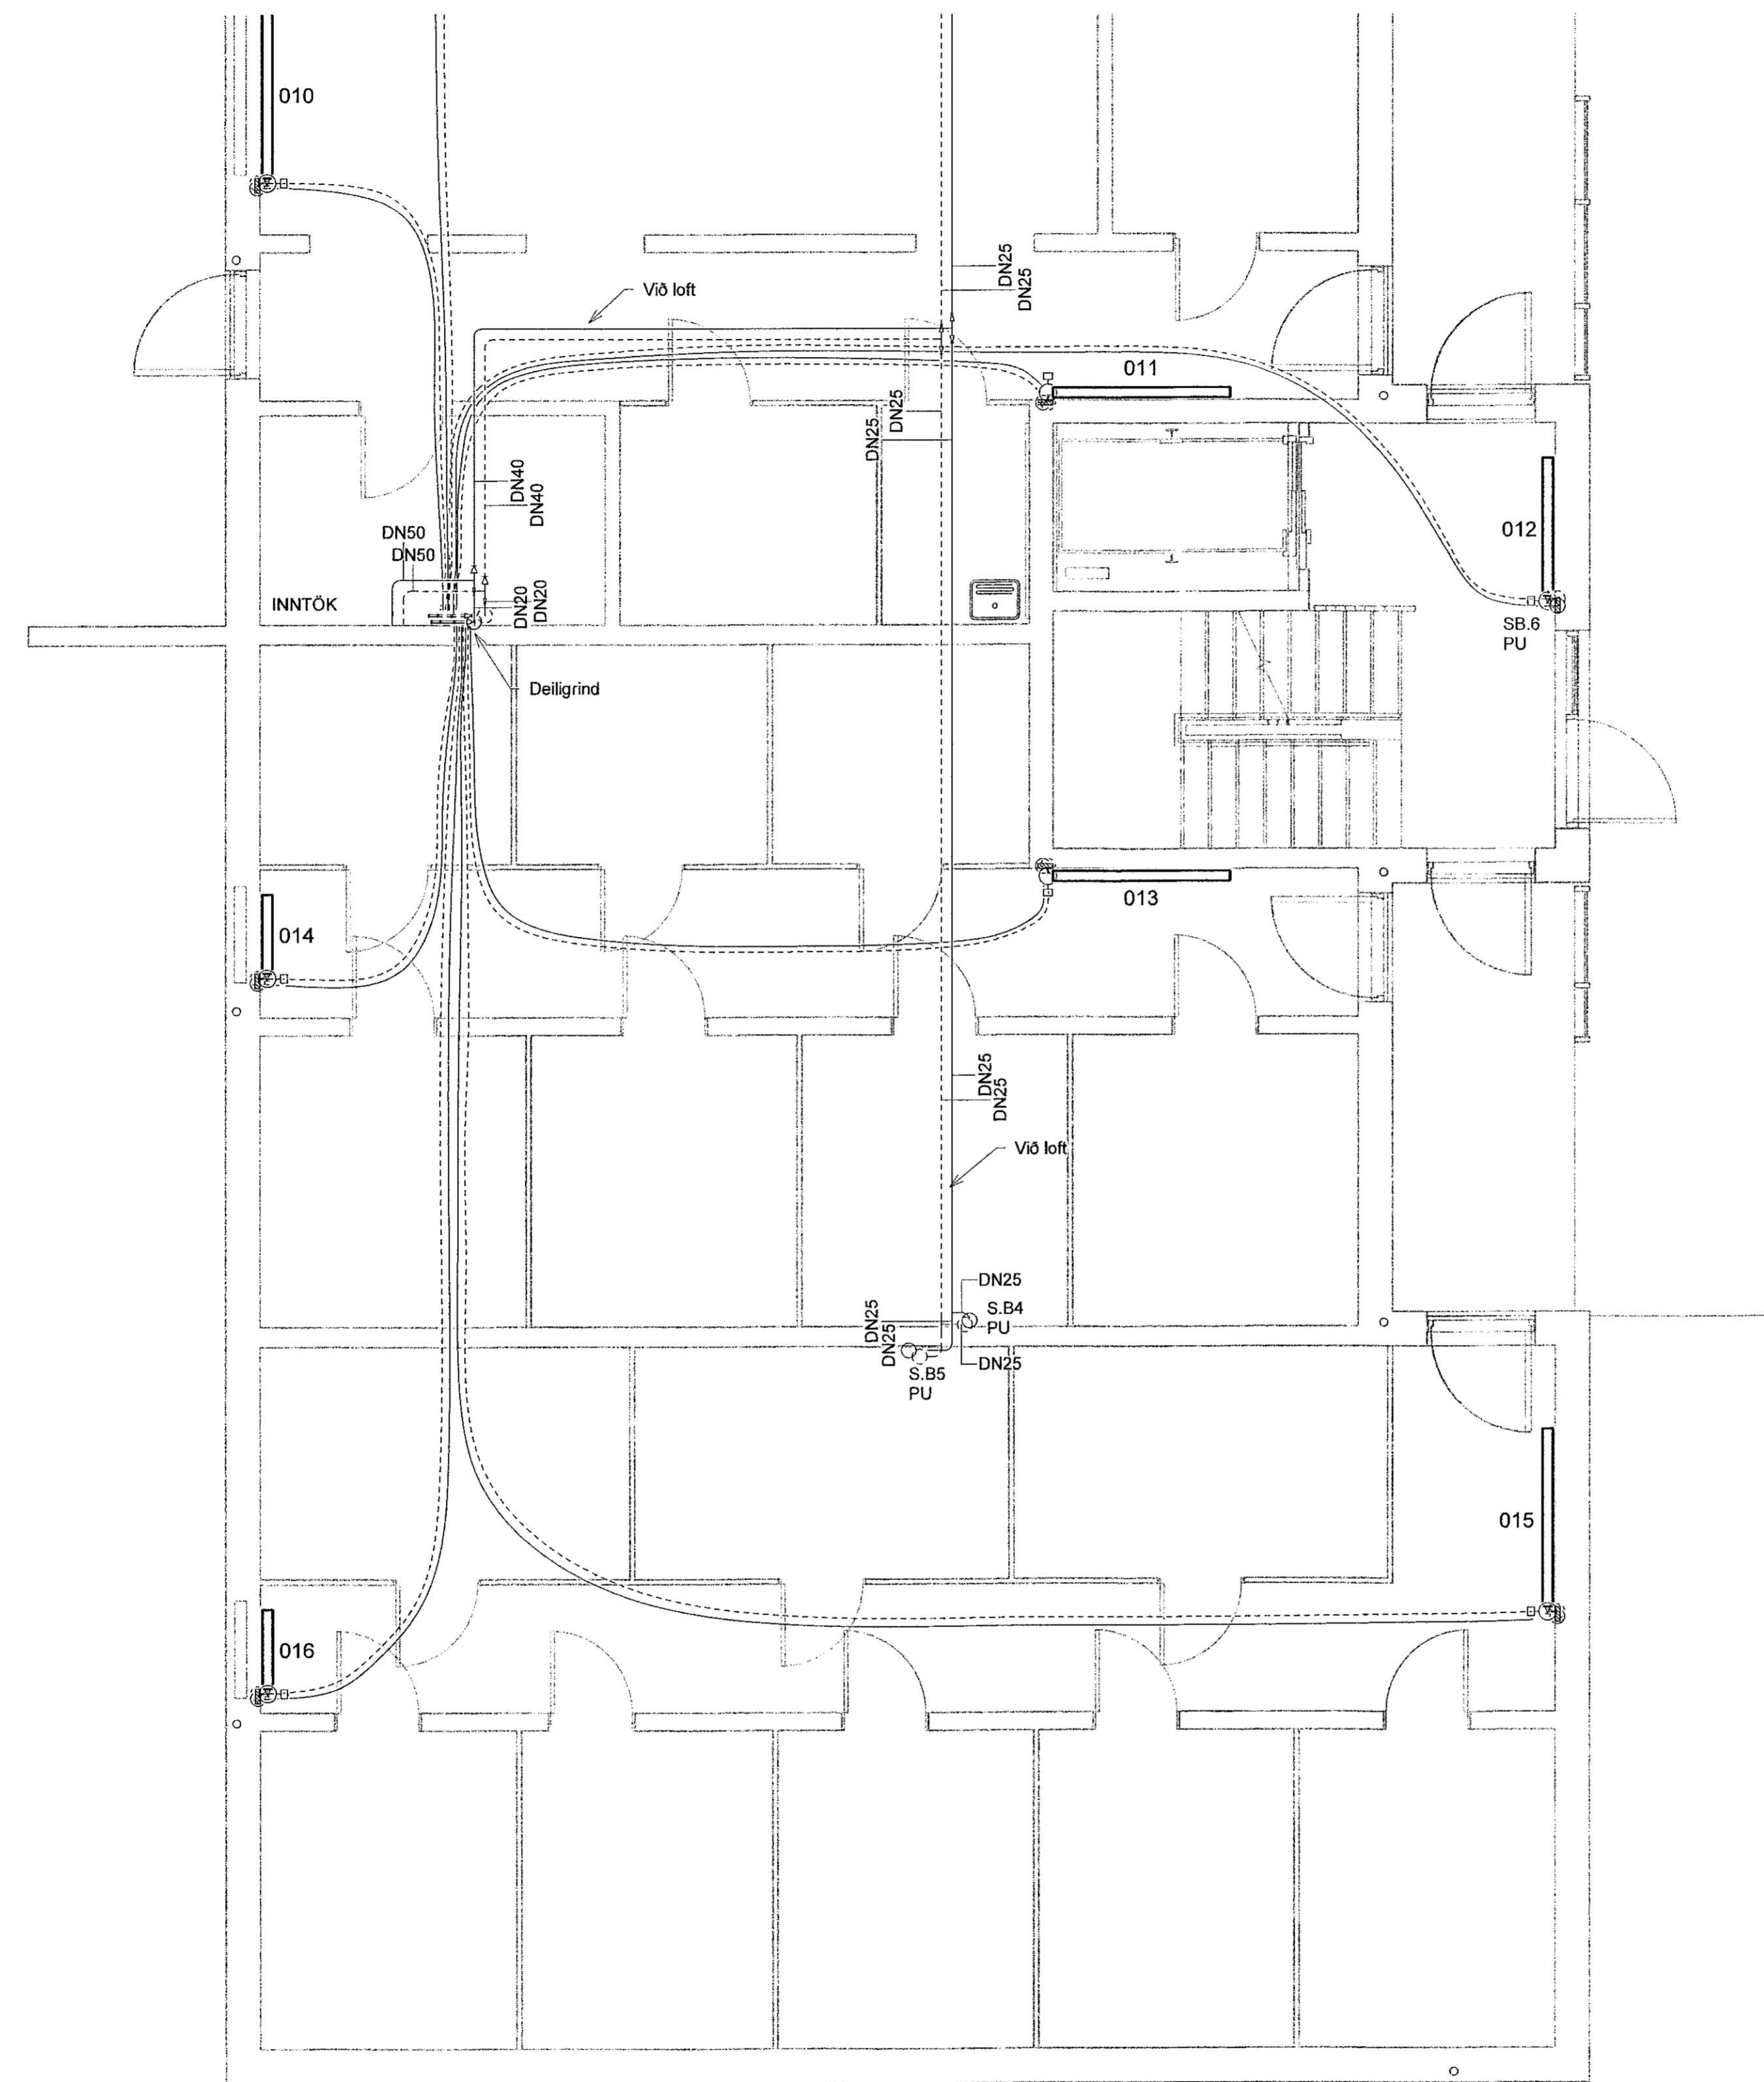 010
DN25
DN25
Við loft
011
DN25
DN25
DN40
DN40
DN50
DN50
012
INNTÖK
DN20
DN20
SB.6
PU
Deiligrind
013
014
DN25
DN25
Við loft
DN25
S.B4
PU
DN25
DN25
DN25
S.B5
PU
015
016